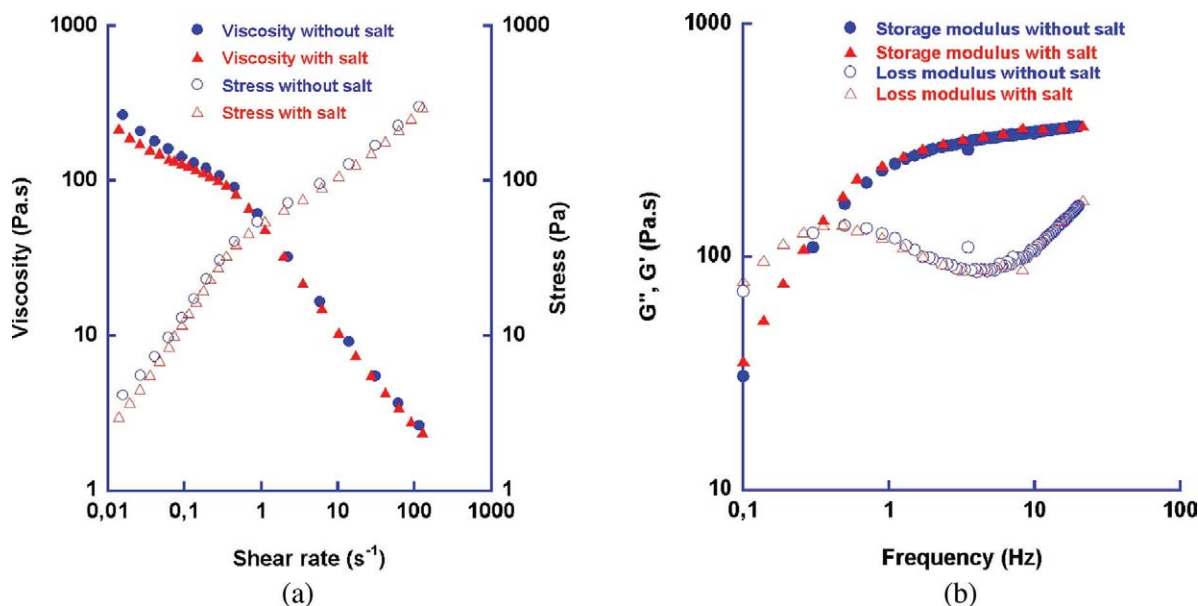 1000
1000
Viscosity without salt
Viscosity with salt
Stress without salt
Stress with salt
100
100
10
10
1
1
0,01
0,1
1
10
100
1000
Viscosity (Pa.s)
Stress (Pa)
Shear rate (s⁻¹)
(a)
1000
Storage modulus without salt
Storage modulus with salt
Loss modulus without salt
Loss modulus with salt
100
10
0,1
1
10
100
G'', G' (Pa.s)
Frequency (Hz)
(b)